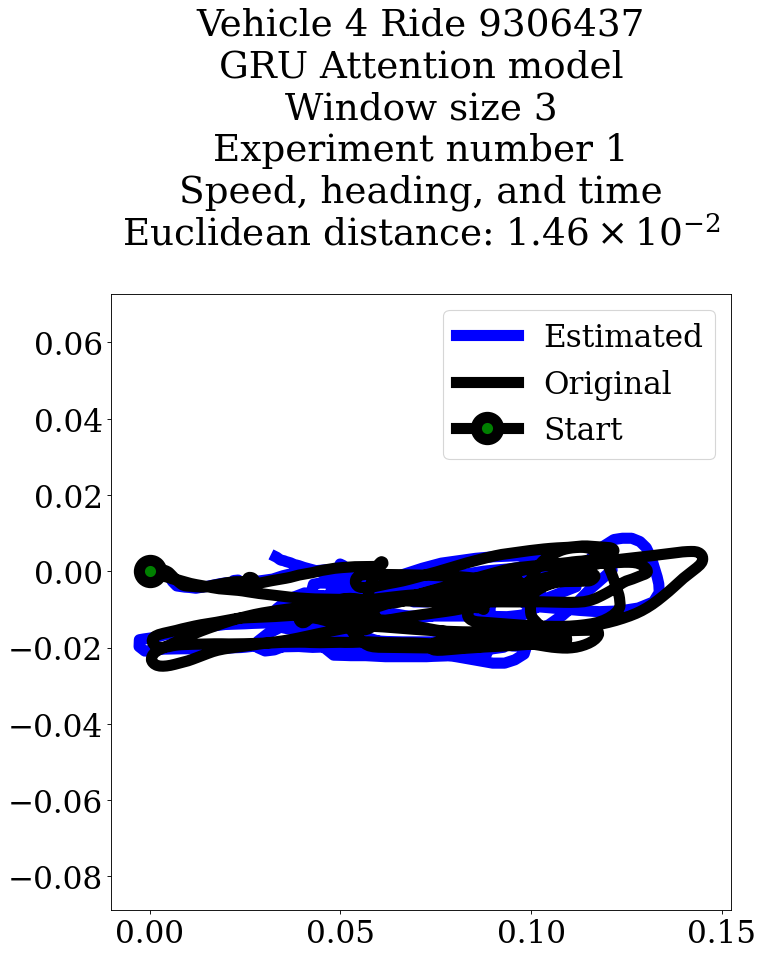 Vehicle 4 Ride 9306437
GRU Attention model
Window size 3
Experiment number 1
Speed, heading, and time
Euclidean distance: 1.46 × 10⁻²
Estimated
Original
Start
0.06
0.04
0.02
0.00
−0.02
−0.04
−0.06
−0.08
0.00 0.05 0.10 0.15